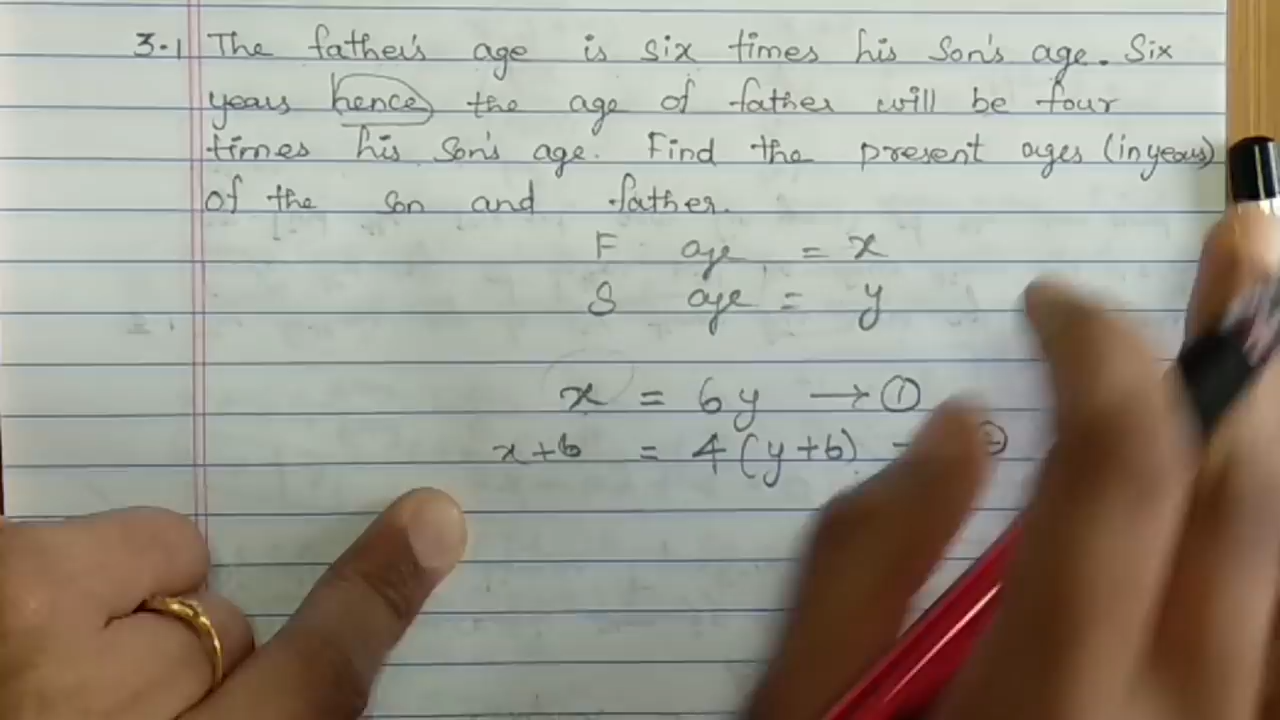 3.1 The father's age is six times his Son's age. Six
years hence the age of father will be four
times his Son's age. Find the present ages (in years)
of the son and father.
F age = x
S age = y
x = 6y → ①
x+6 = 4(y+6) - ②